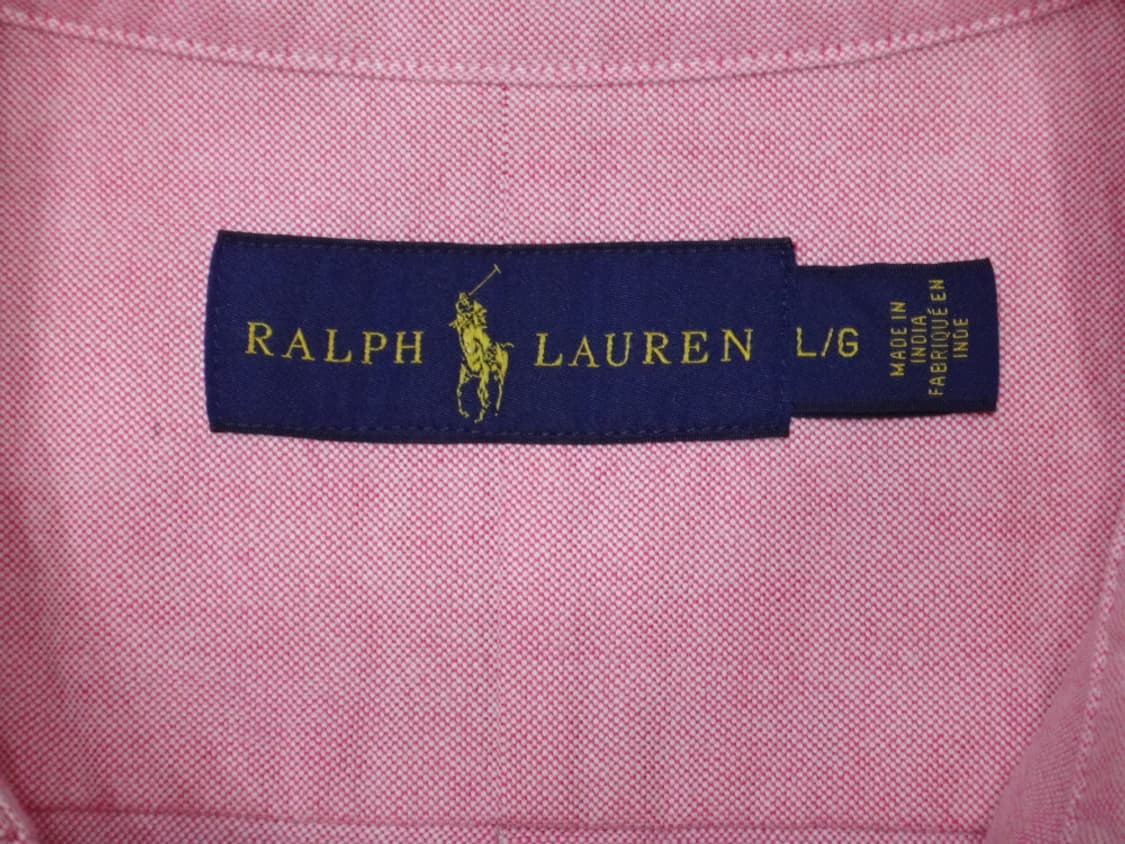 RALPH LAUREN
L/G
MADE IN
INDIA
FABRIQUÉ EN
INDE